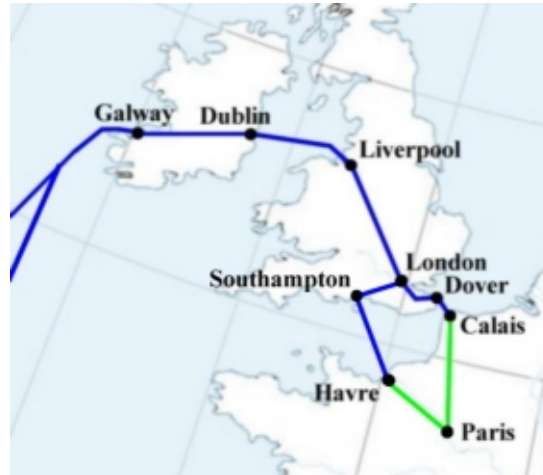 Galway
Dublin
Liverpool
London
Southampton
Dover
Calais
Havre
Paris